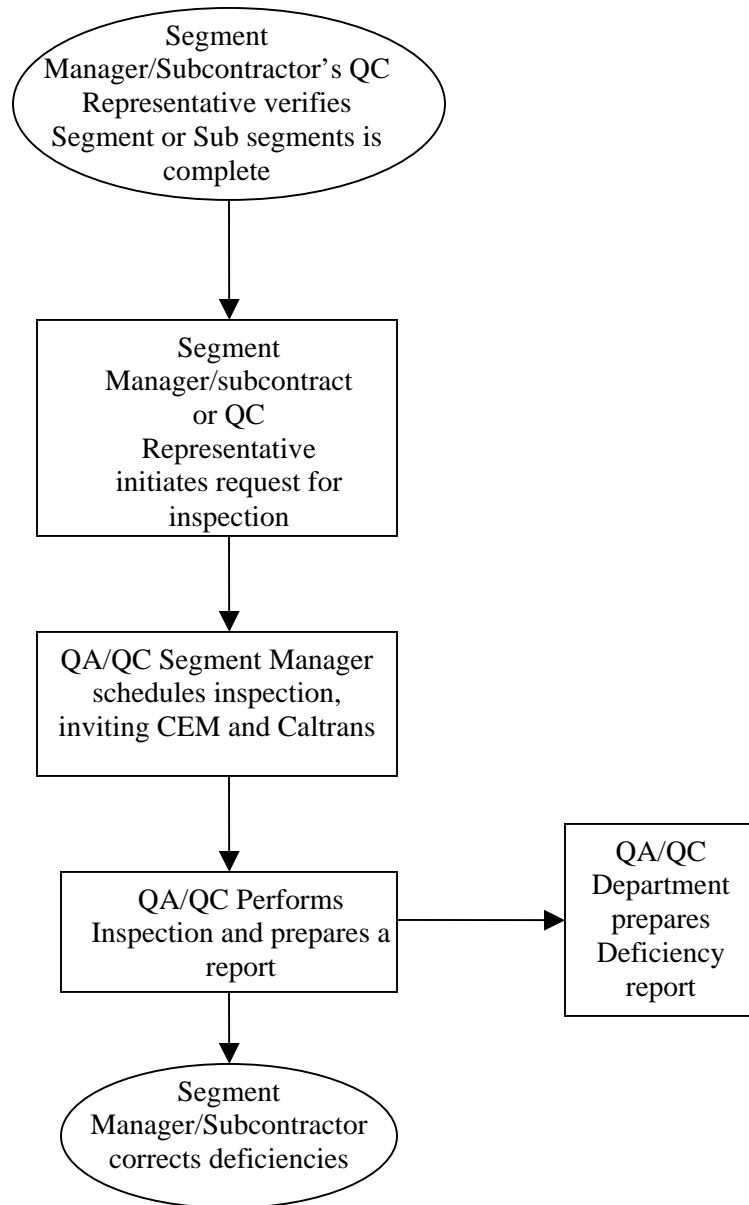 Segment
Manager/Subcontractor’s QC
Representative verifies
Segment or Sub segments is
complete
Segment
Manager/subcontract
or QC
Representative
initiates request for
inspection
QA/QC Segment Manager
schedules inspection,
inviting CEM and Caltrans
QA/QC Performs
Inspection and prepares a
report
QA/QC
Department
prepares
Deficiency
report
Segment
Manager/Subcontractor
corrects deficiencies